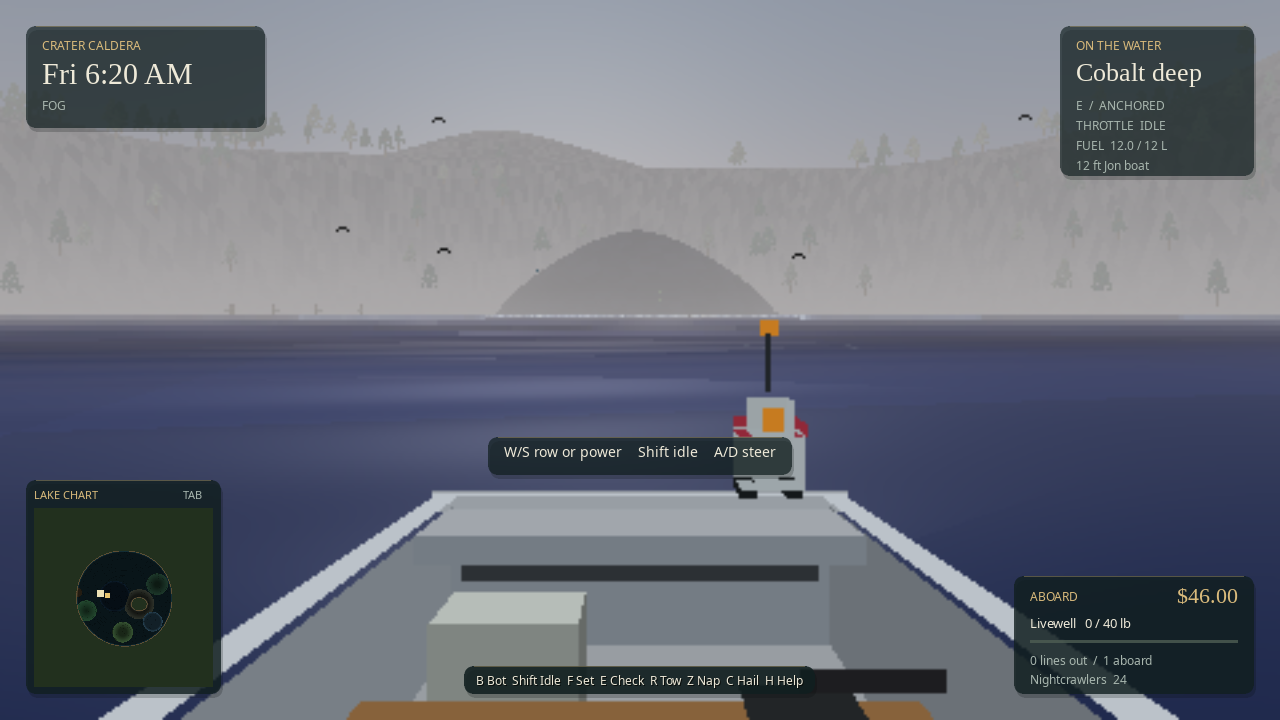 CRATER CALDERA
Fri 6:20 AM
FOG
ON THE WATER
Cobalt deep
E / ANCHORED
THROTTLE IDLE
FUEL 12.0 / 12 L
12 ft Jon boat
W/S row or power Shift idle A/D steer
LAKE CHART TAB
ABOARD $46.00
Livewell 0 / 40 lb
0 lines out / 1 aboard
Nightcrawlers 24
B Bot Shift Idle F Set E Check R Tow Z Nap C Hail H Help